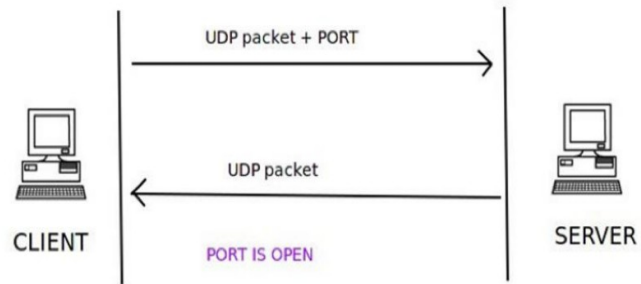 UDP packet + PORT
UDP packet
CLIENT
SERVER
PORT IS OPEN